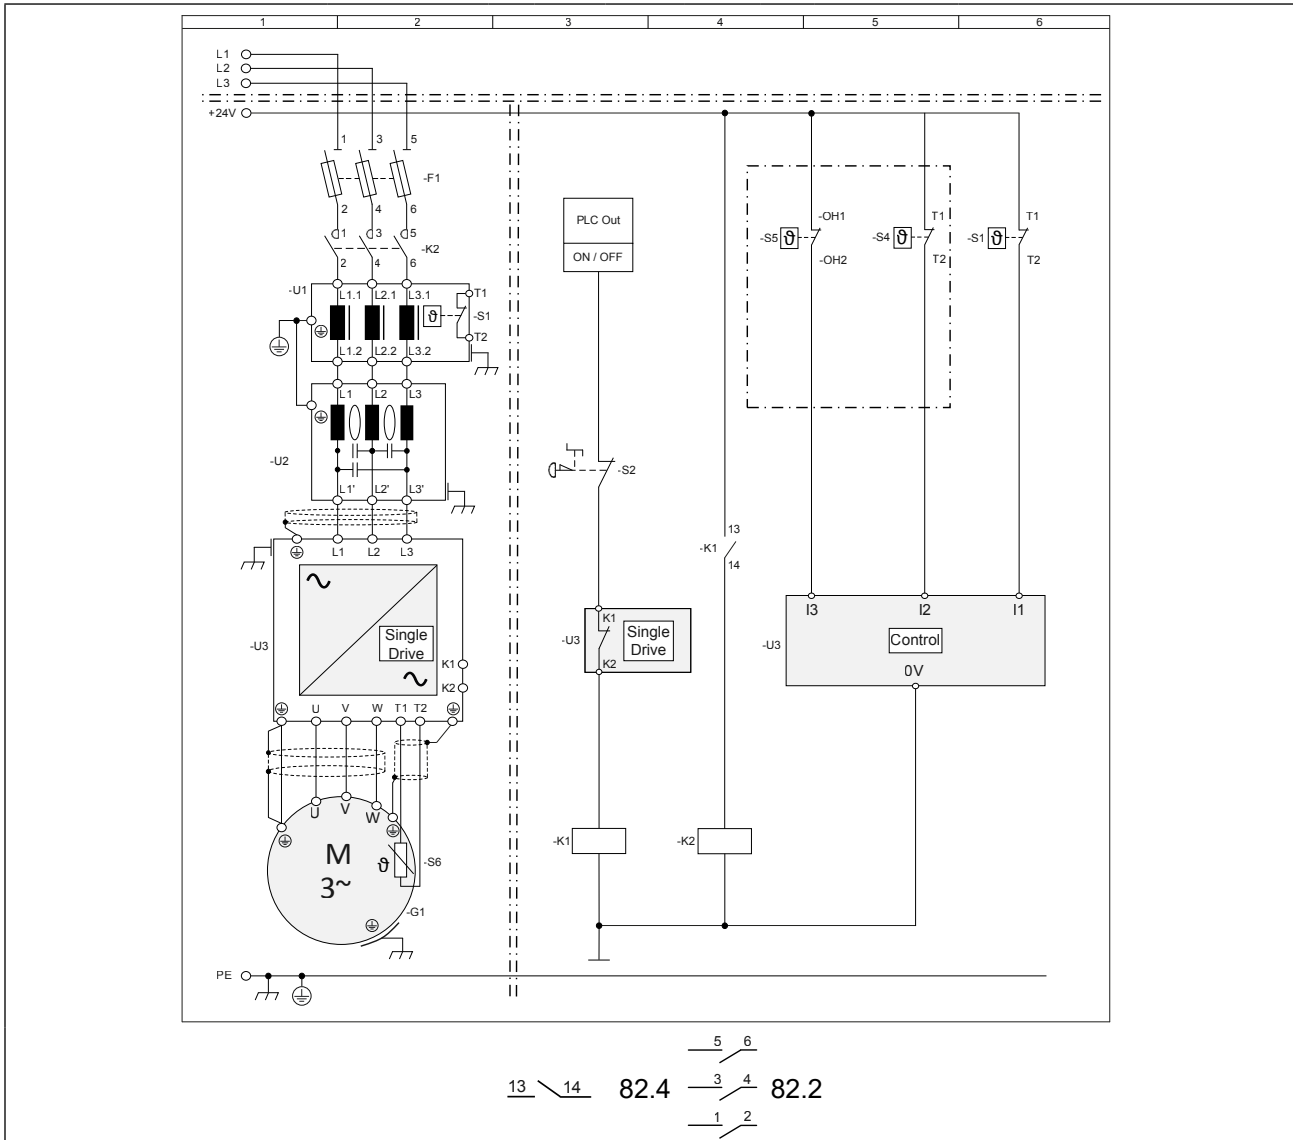 1 2 3 4 5 6
L1
L2
L3
+24V
1 3 5
-F1
2 4 6
1 3 5
-K2
2 4 6
-U1
L1.1 L2.1 L3.1 T1
ϑ -S1
L1.2 L2.2 L3.2 T2
L1 L2 L3
-U2
L1' L2' L3'
L1 L2 L3
-U3
Single
Drive
K1
K2
U V W T1 T2
U V W
M
3~
ϑ -S6
-G1
PE
PLC Out
ON / OFF
-S2
K1
-U3 Single
Drive
K2
-K1
13
-K1
14
-K2
-OH1 T1 T1
-S5 ϑ -S4 ϑ -S1 ϑ
-OH2 T2 T2
I3 I2 I1
-U3 Control
0V
5 6
13 14 82.4 3 4 82.2
1 2